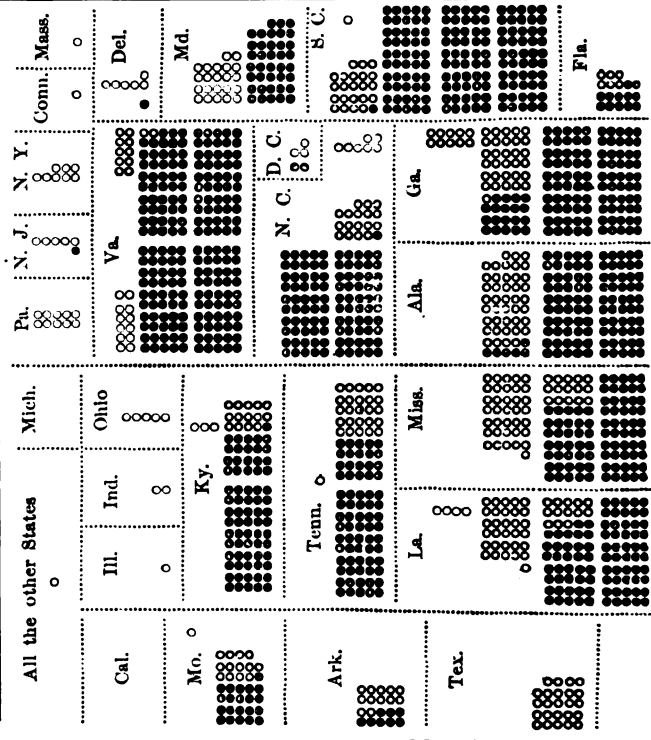 All the other States
Mich.
Pa.
N. J.
N. Y.
Conn.
Mass.
Cal.
Ill.
Ind.
Ohio
Va.
Del.
Mo.
Ky.
Md.
Ark.
Tenn.
N. C.
D. C.
S. C.
Tex.
La.
Miss.
Ala.
Ga.
Fla.